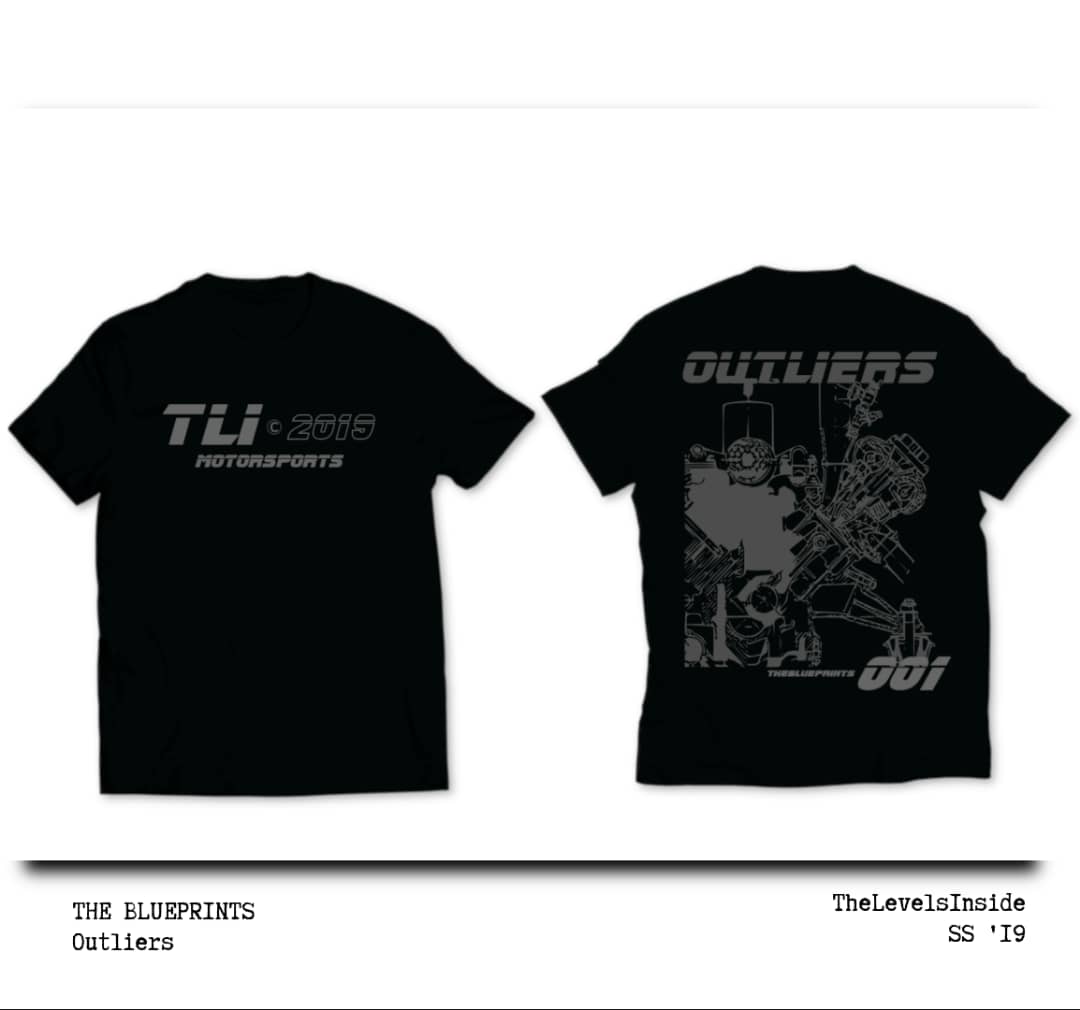 TLI © 2019
MOTORSPORTS
OUTLIERS
THEBLUEPRINTS 001
THE BLUEPRINTS
Outliers
TheLevelsInside
SS 'I9